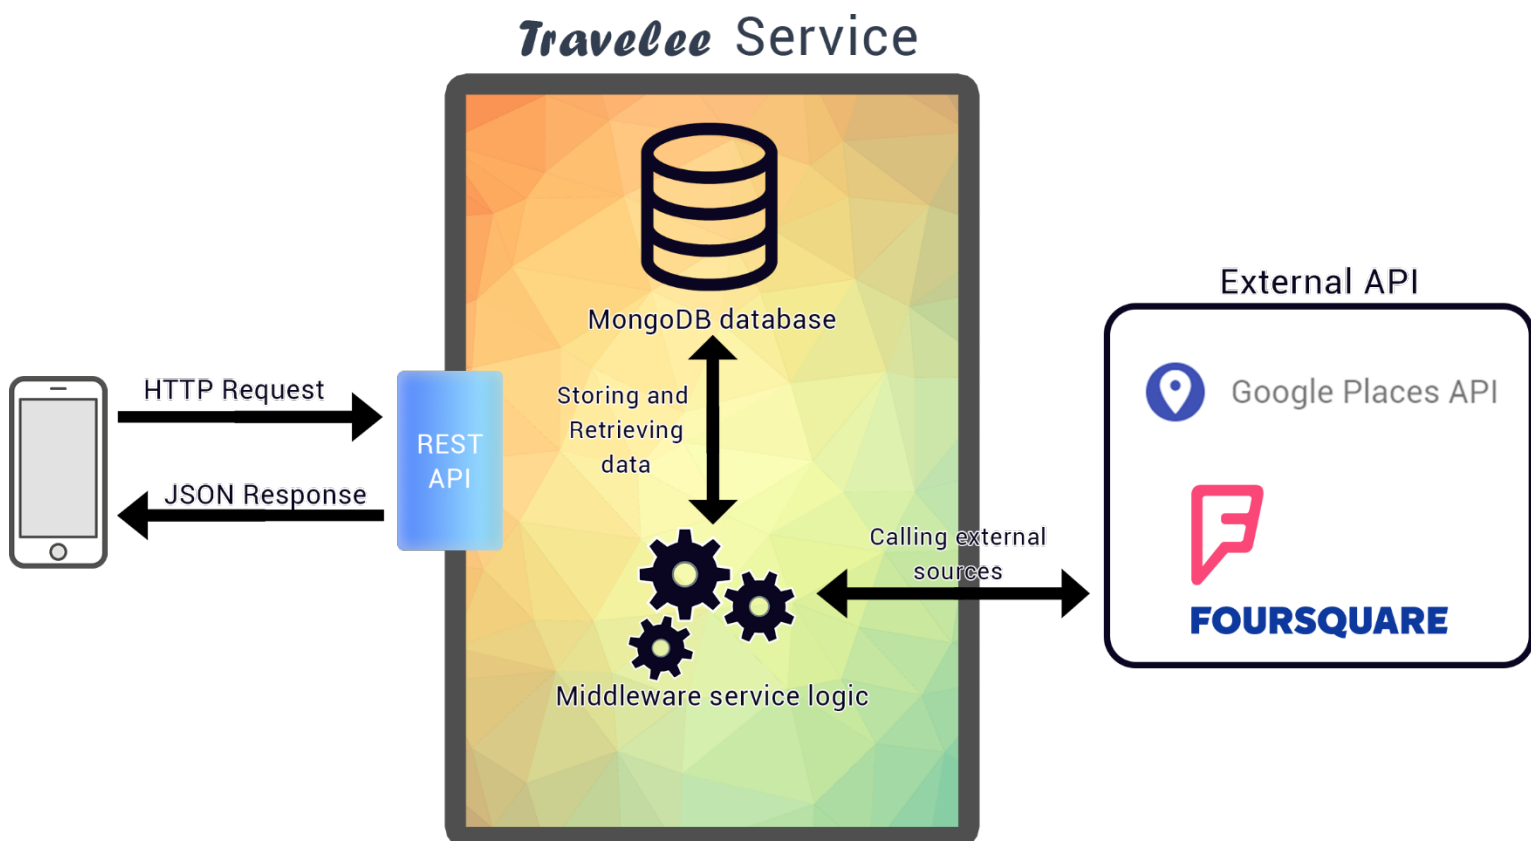 Travelee Service
MongoDB database
Storing and
Retrieving
data
Middleware service logic
HTTP Request
JSON Response
REST
API
Calling external
sources
External API
Google Places API
FOURSQUARE